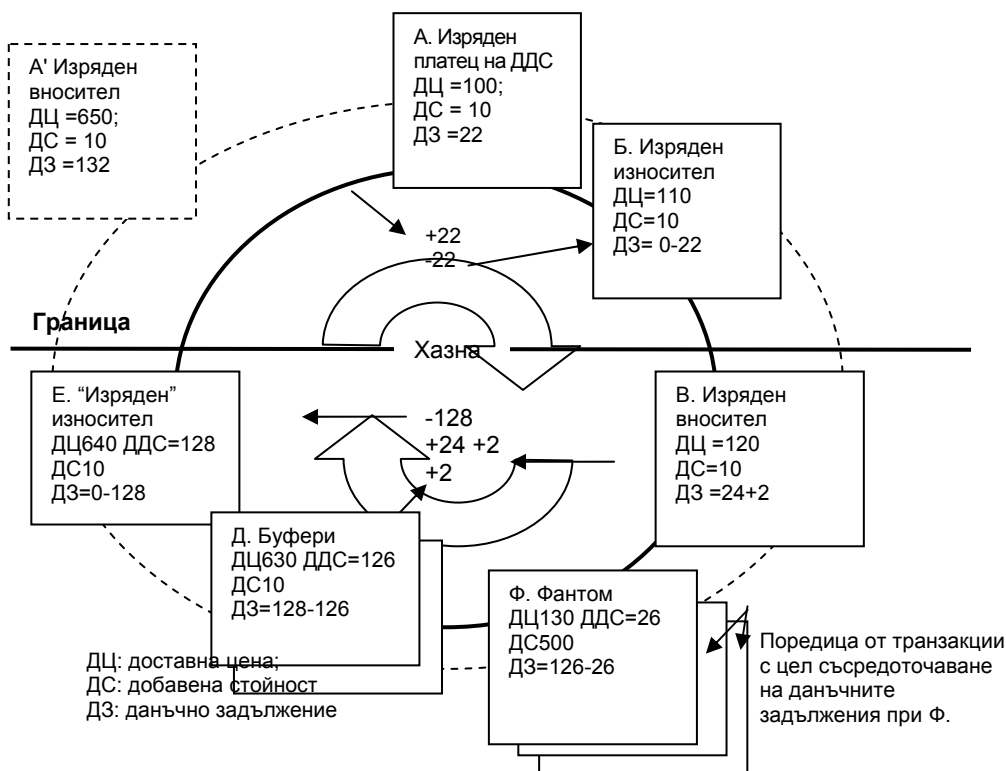 А' Изряден
вносител
ДЦ =650;
ДС = 10
ДЗ =132
А. Изряден
платец на ДДС
ДЦ =100;
ДС = 10
ДЗ =22
Б. Изряден
износител
ДЦ=110
ДС=10
ДЗ= 0-22
+22
-22
Граница
Хазна
Е. “Изряден”
износител
ДЦ640 ДДС=128
ДС10
ДЗ=0-128
-128
+24 +2
+2
В. Изряден
вносител
ДЦ =120
ДС=10
ДЗ =24+2
Д. Буфери
ДЦ630 ДДС=126
ДС10
ДЗ=128-126
Ф. Фантом
ДЦ130 ДДС=26
ДС500
ДЗ=126-26
Поредица от транзакции
с цел съсредоточаване
на данъчните
задължения при Ф.
ДЦ: доставна цена;
ДС: добавена стойност
ДЗ: данъчно задължение